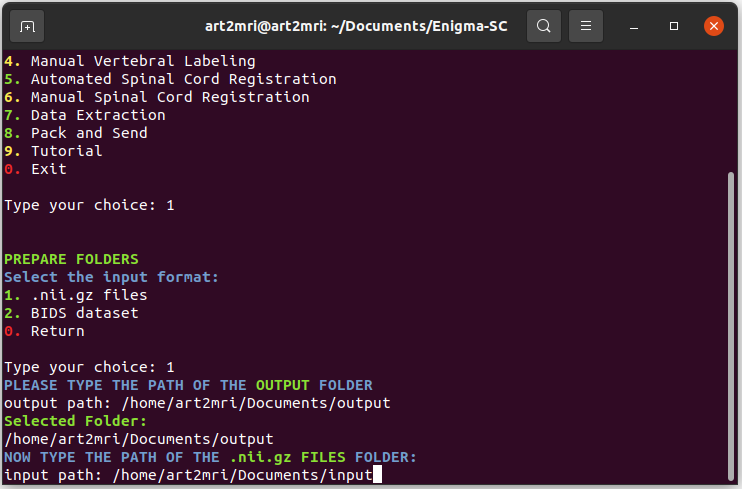 art2mri@art2mri: ~/Documents/Enigma-SC
4. Manual Vertebral Labeling
5. Automated Spinal Cord Registration
6. Manual Spinal Cord Registration
7. Data Extraction
8. Pack and Send
9. Tutorial
0. Exit
Type your choice: 1
PREPARE FOLDERS
Select the input format:
1. .nii.gz files
2. BIDS dataset
0. Return
Type your choice: 1
PLEASE TYPE THE PATH OF THE OUTPUT FOLDER
output path: /home/art2mri/Documents/output
Selected Folder:
/home/art2mri/Documents/output
NOW TYPE THE PATH OF THE .nii.gz FILES FOLDER:
input path: /home/art2mri/Documents/input